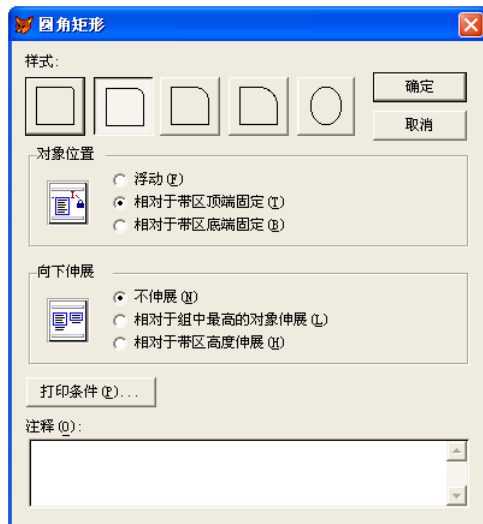 圆角矩形
样式:
确定
取消
对象位置
浮动(F)
相对于带区顶端固定(T)
相对于带区底端固定(B)
向下伸展
不伸展(N)
相对于组中最高的对象伸展(L)
相对于带区高度伸展(H)
打印条件(P)...
注释(O):